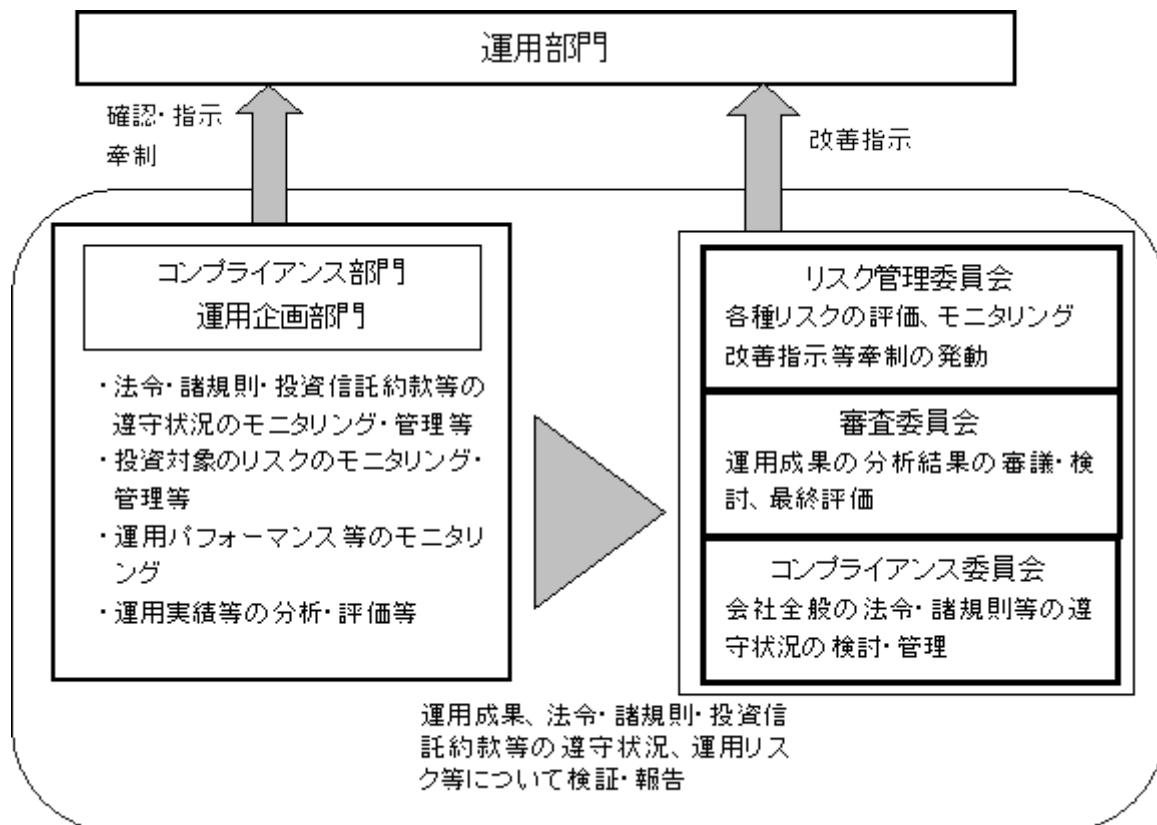 運用部門
確認・指示
牽制
改善指示
コンプライアンス部門
運用企画部門
・法令・諸規則・投資信託約款等の
遵守状況のモニタリング・管理等
・投資対象のリスクのモニタリング・
管理等
・運用パフォーマンス等のモニタリ
ング
・運用実績等の分析・評価等
リスク管理委員会
各種リスクの評価、モニタリング
改善指示等牽制の発動
審査委員会
運用成果の分析結果の審議・検
討、最終評価
コンプライアンス委員会
会社全般の法令・諸規則等の遵
守状況の検討・管理
運用成果、法令・諸規則・投資信
託約款等の遵守状況、運用リス
ク等について検証・報告